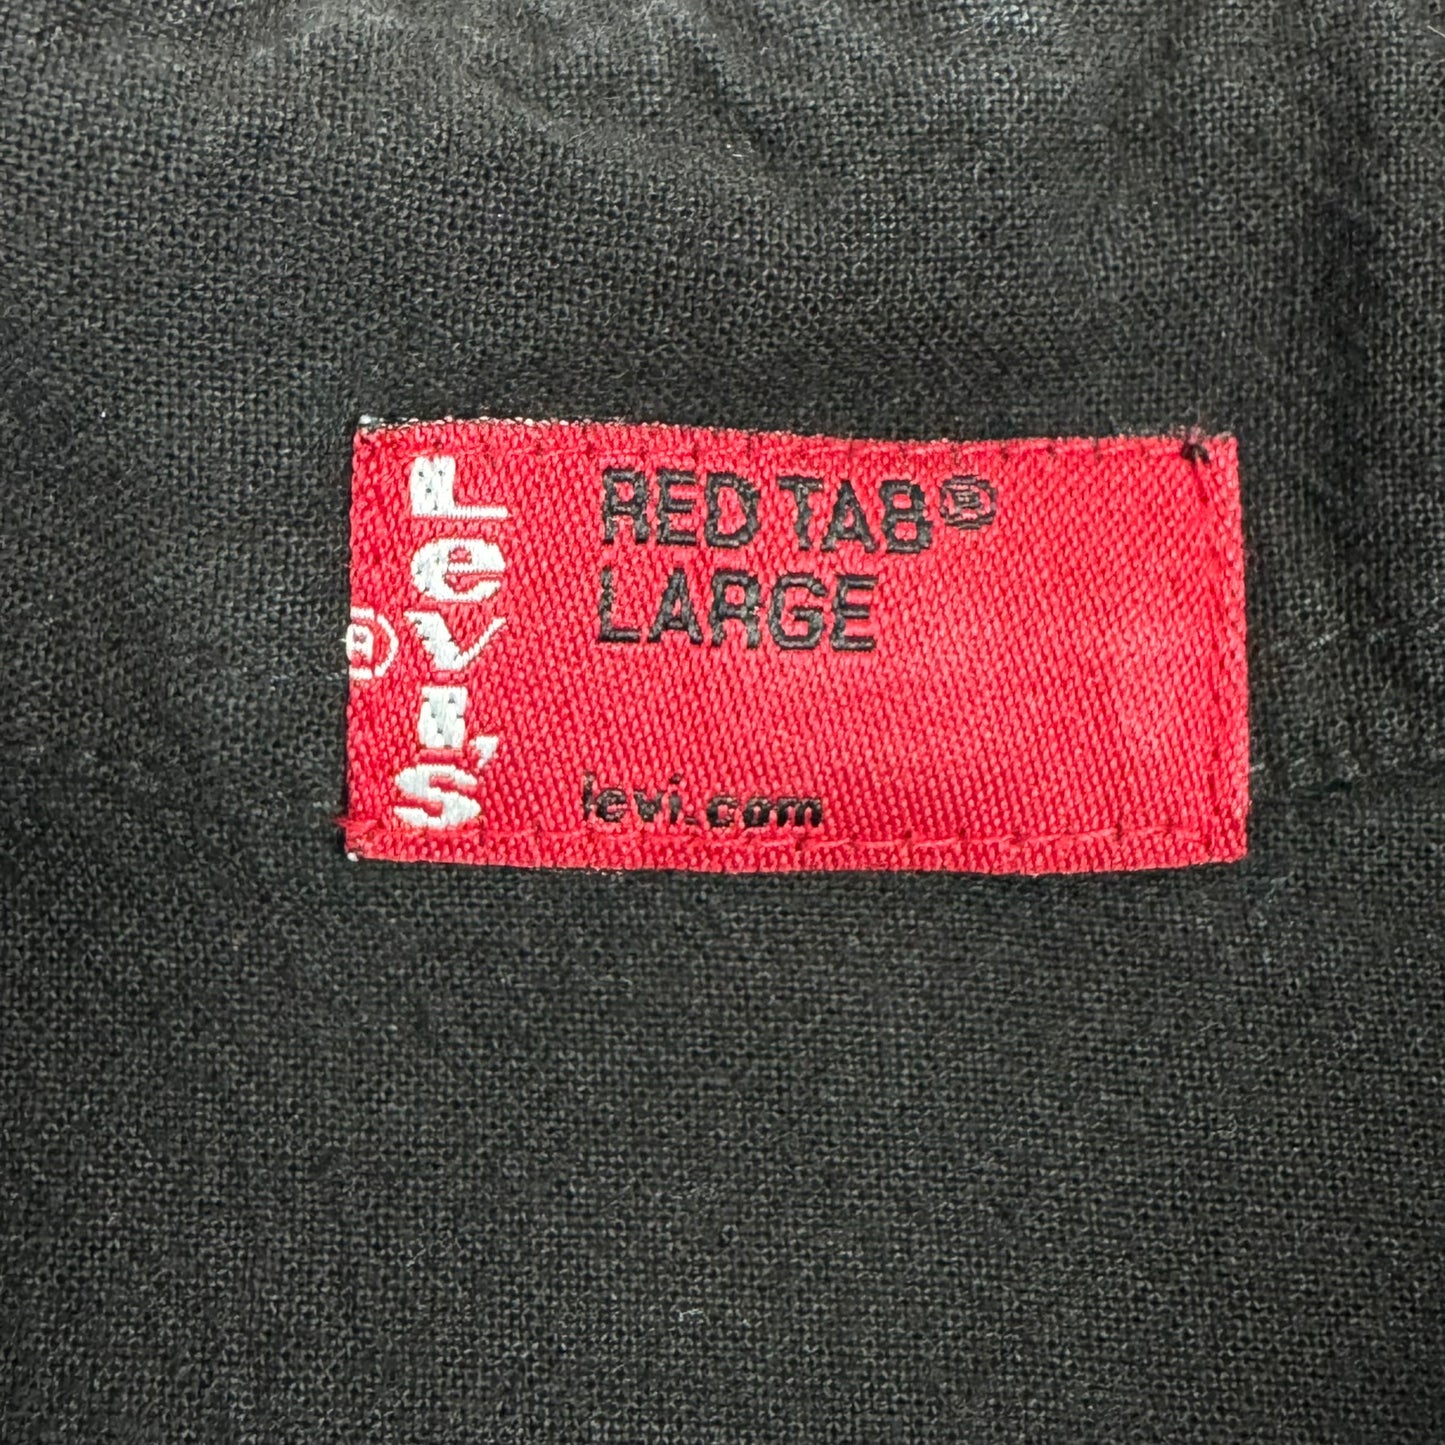 Levi's
®
RED TAB®
LARGE
levi.com